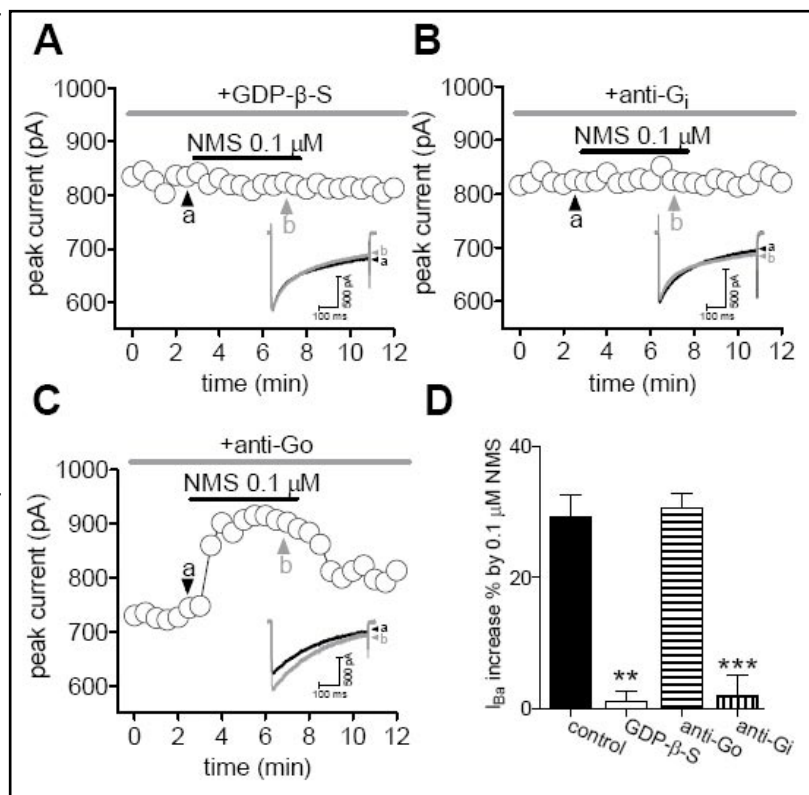 A
+GDP-β-S
NMS 0.1 μM
1000
900
800
700
600
peak current (pA)
a
b
b
a
500 pA
100 ms
0 2 4 6 8 10 12
time (min)
B
+anti-Gi
NMS 0.1 μM
1000
900
800
700
600
peak current (pA)
a
b
a
b
500 pA
100 ms
0 2 4 6 8 10 12
time (min)
C
+anti-Go
NMS 0.1 μM
1000
900
800
700
600
peak current (pA)
a
b
a
b
500 pA
100 ms
0 2 4 6 8 10 12
time (min)
D
IBa increase % by 0.1 μM NMS
40
20
0
**
***
control
GDP-β-S
anti-Go
anti-Gi